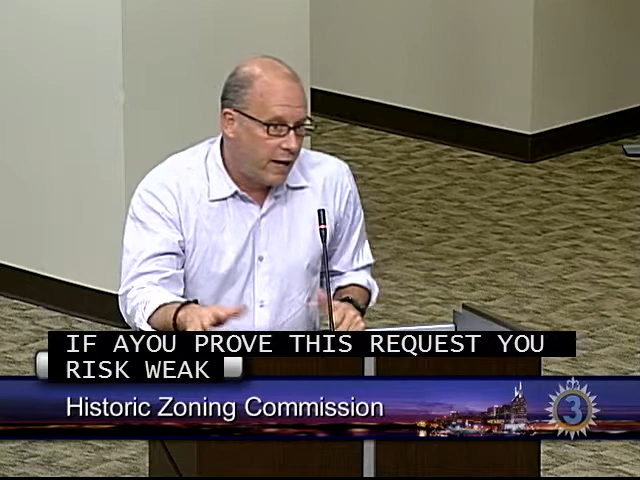 IF AYOU PROVE THIS REQUEST YOU
RISK WEAK
Historic Zoning Commission
3